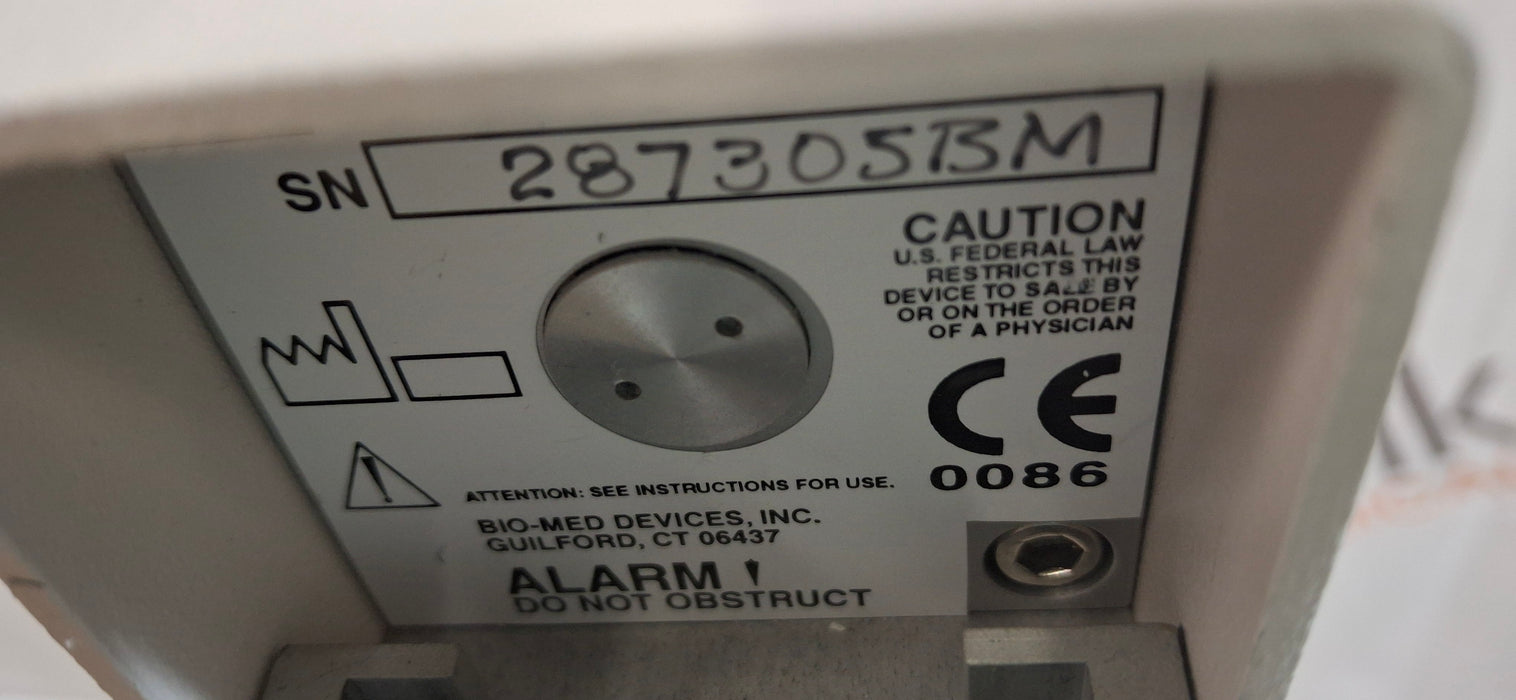 SN 287305BM
CAUTION
U.S. FEDERAL LAW
RESTRICTS THIS
DEVICE TO SALE BY
OR ON THE ORDER
OF A PHYSICIAN
CE
0086
ATTENTION: SEE INSTRUCTIONS FOR USE.
BIO-MED DEVICES, INC.
GUILFORD, CT 06437
ALARM
DO NOT OBSTRUCT